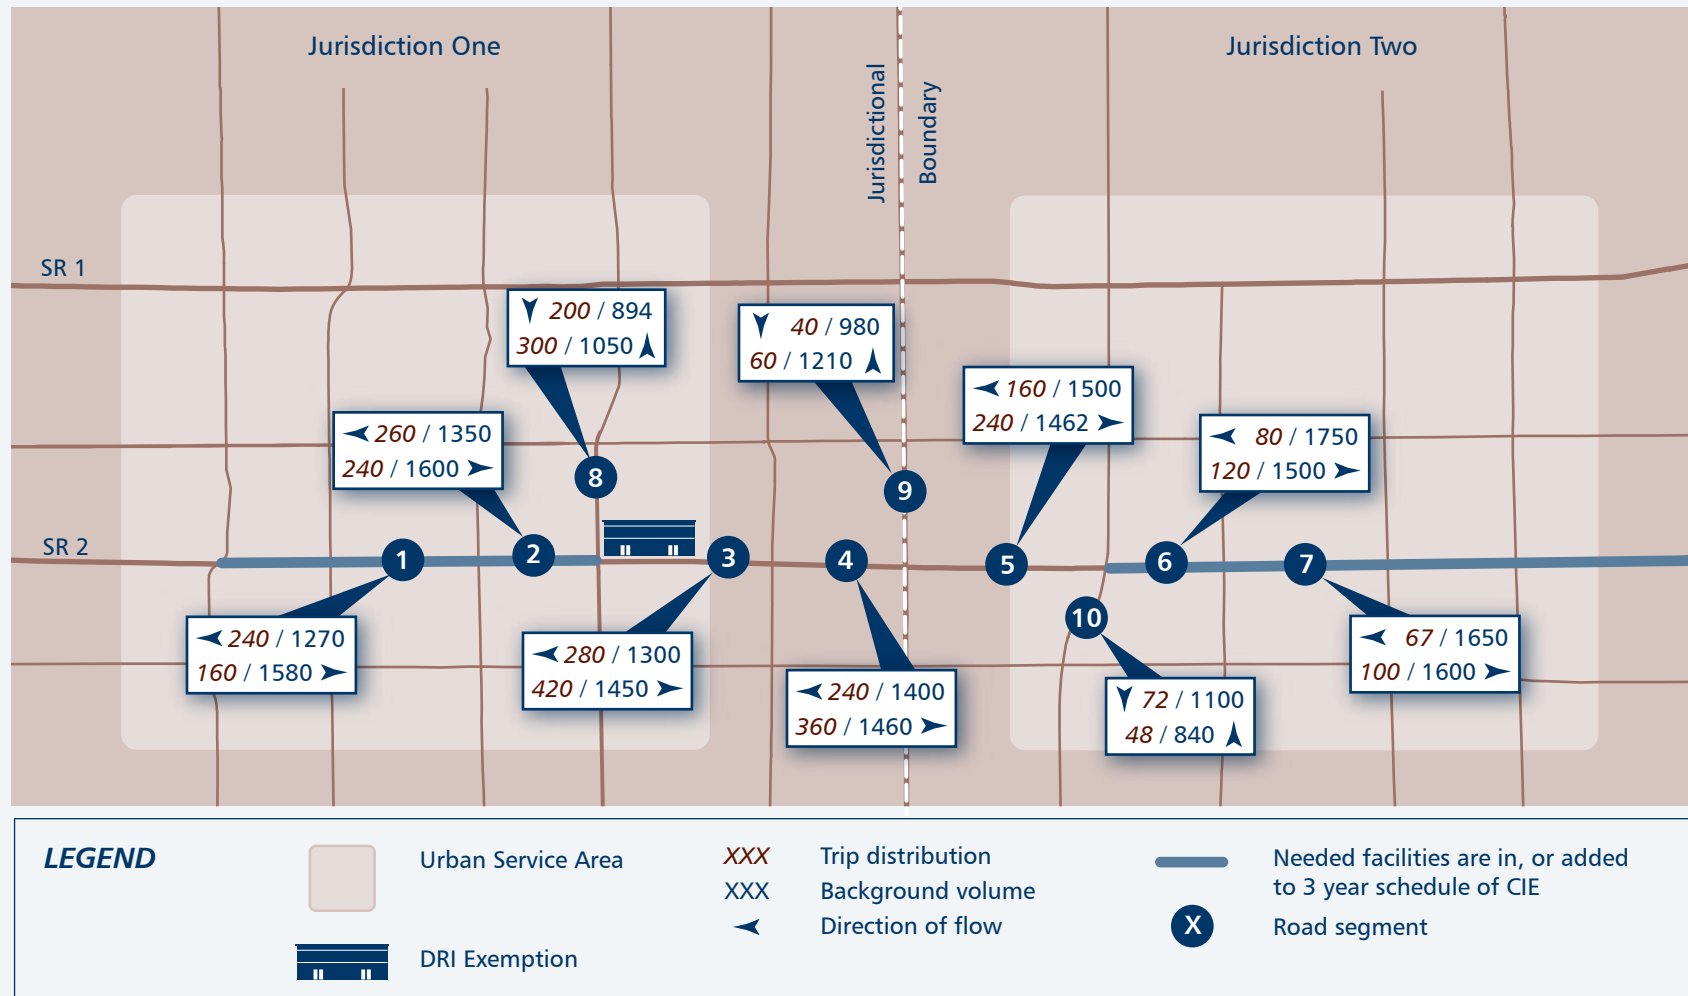 Jurisdiction One
Jurisdiction Two
Jurisdictional
Boundary
SR 1
200 / 894
300 / 1050
40 / 980
60 / 1210
160 / 1500
240 / 1462
260 / 1350
240 / 1600
80 / 1750
120 / 1500
8
9
SR 2
1
2
3
4
5
6
7
10
240 / 1270
160 / 1580
280 / 1300
420 / 1450
240 / 1400
360 / 1460
72 / 1100
48 / 840
67 / 1650
100 / 1600
LEGEND
Urban Service Area
DRI Exemption
XXX Trip distribution
XXX Background volume
Direction of flow
Needed facilities are in, or added
to 3 year schedule of CIE
X Road segment